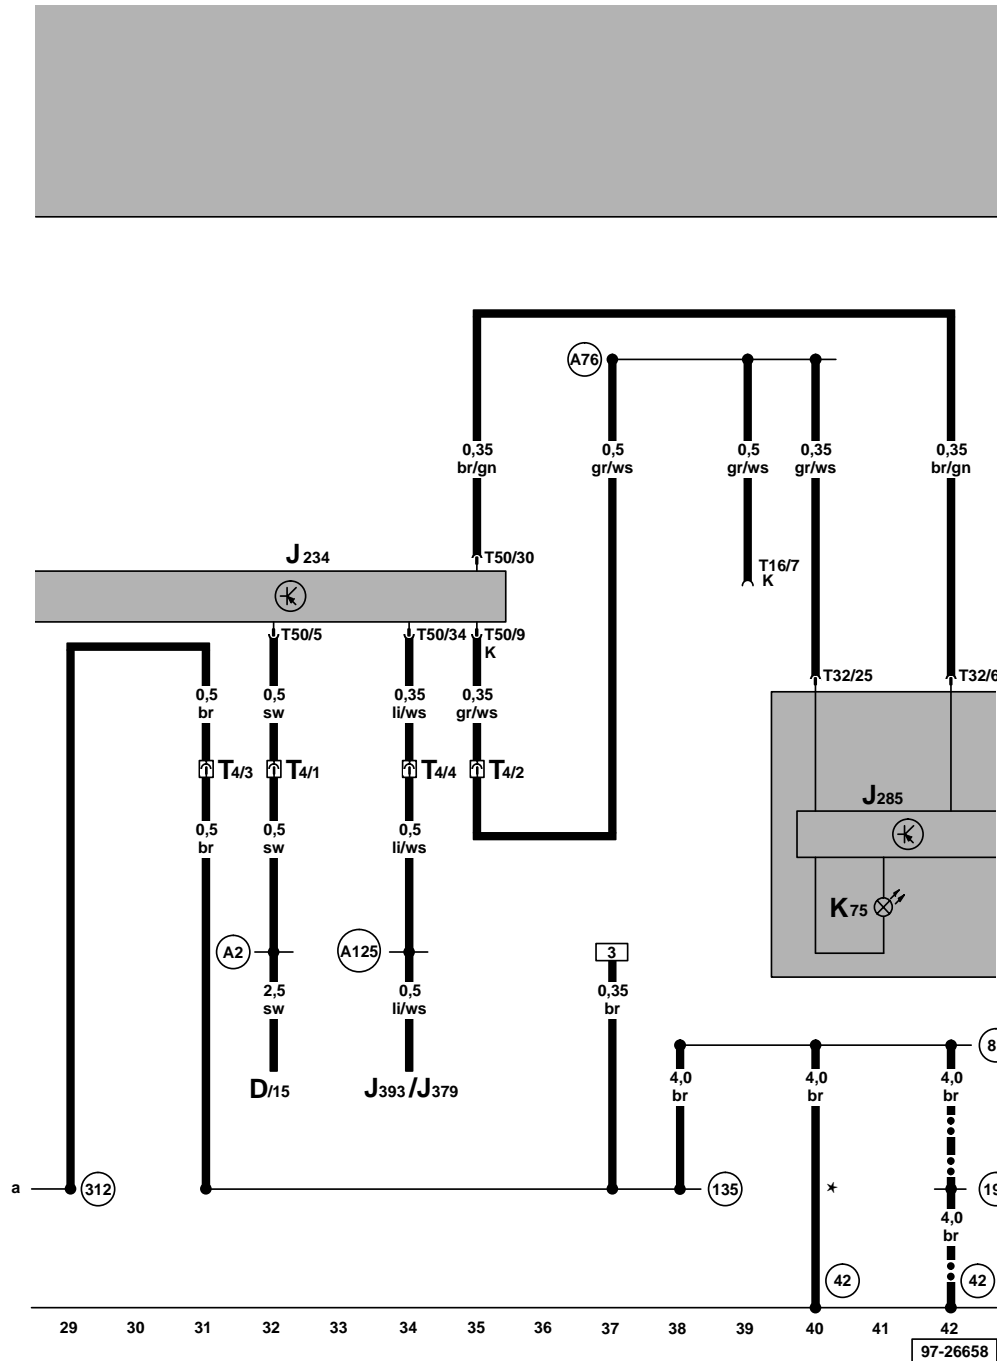 A76
0,35
br/gn
0,5
gr/ws
0,5
gr/ws
0,35
gr/ws
0,35
br/gn
J 234
T50/30
T16/7
K
T50/5
T50/34
T50/9
K
T32/25
T32/6
0,5
br
0,5
sw
0,35
li/ws
0,35
gr/ws
T4/3
T4/1
T4/4
T4/2
J285
0,5
br
0,5
sw
0,5
li/ws
K75
A2
A125
3
2,5
sw
0,5
li/ws
0,35
br
D/15
J393/J379
8
4,0
br
4,0
br
4,0
br
a
312
135
*
19
4,0
br
42
42
29 30 31 32 33 34 35 36 37 38 39 40 41 42
97-26658